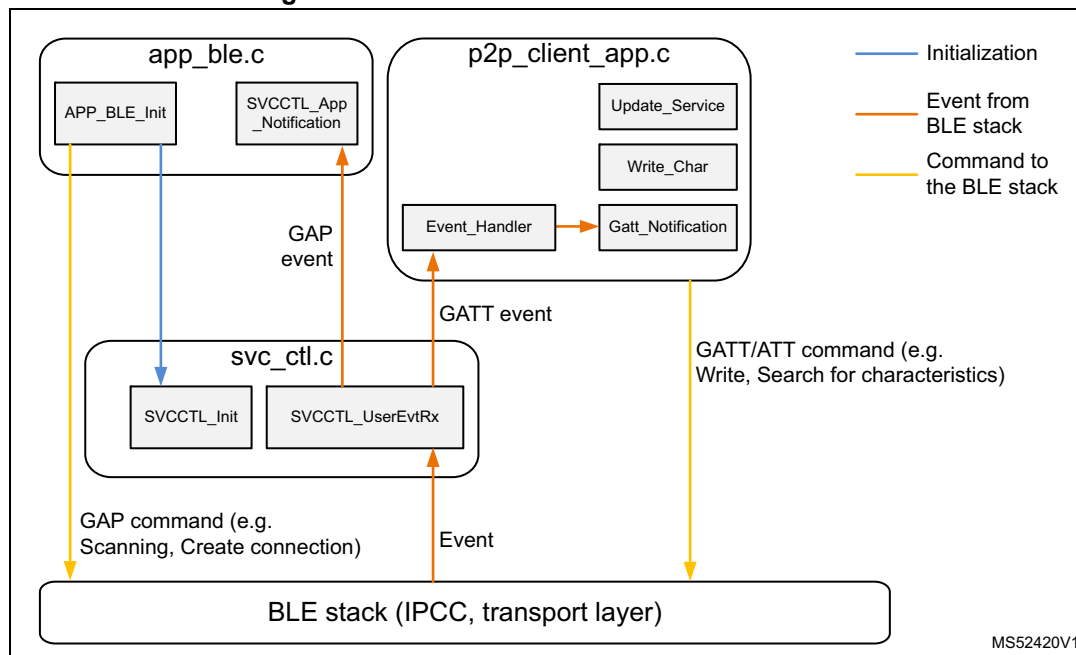 app_ble.c
APP_BLE_Init
SVCCTL_App
_Notification
p2p_client_app.c
Update_Service
Write_Char
Event_Handler
Gatt_Notification
Initialization
Event from
BLE stack
Command to
the BLE stack
GAP
event
GATT event
svc_ctl.c
SVCCTL_Init
SVCCTL_UserEvtRx
GATT/ATT command (e.g.
Write, Search for characteristics)
GAP command (e.g.
Scanning, Create connection)
Event
BLE stack (IPCC, transport layer)
MS52420V1